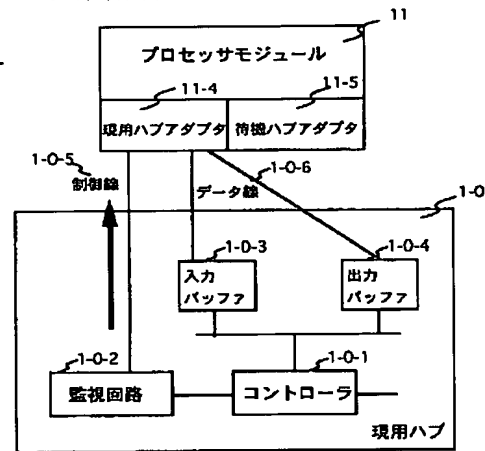 11
プロセッサモジュール
11-4
11-5
現用ハブアダプタ
待機ハブアダプタ
1-0-5
制御線
データ線
1-0-6
1-0
1-0-3
入力
バッファ
1-0-4
出力
バッファ
1-0-2
監視回路
1-0-1
コントローラ
現用ハブ